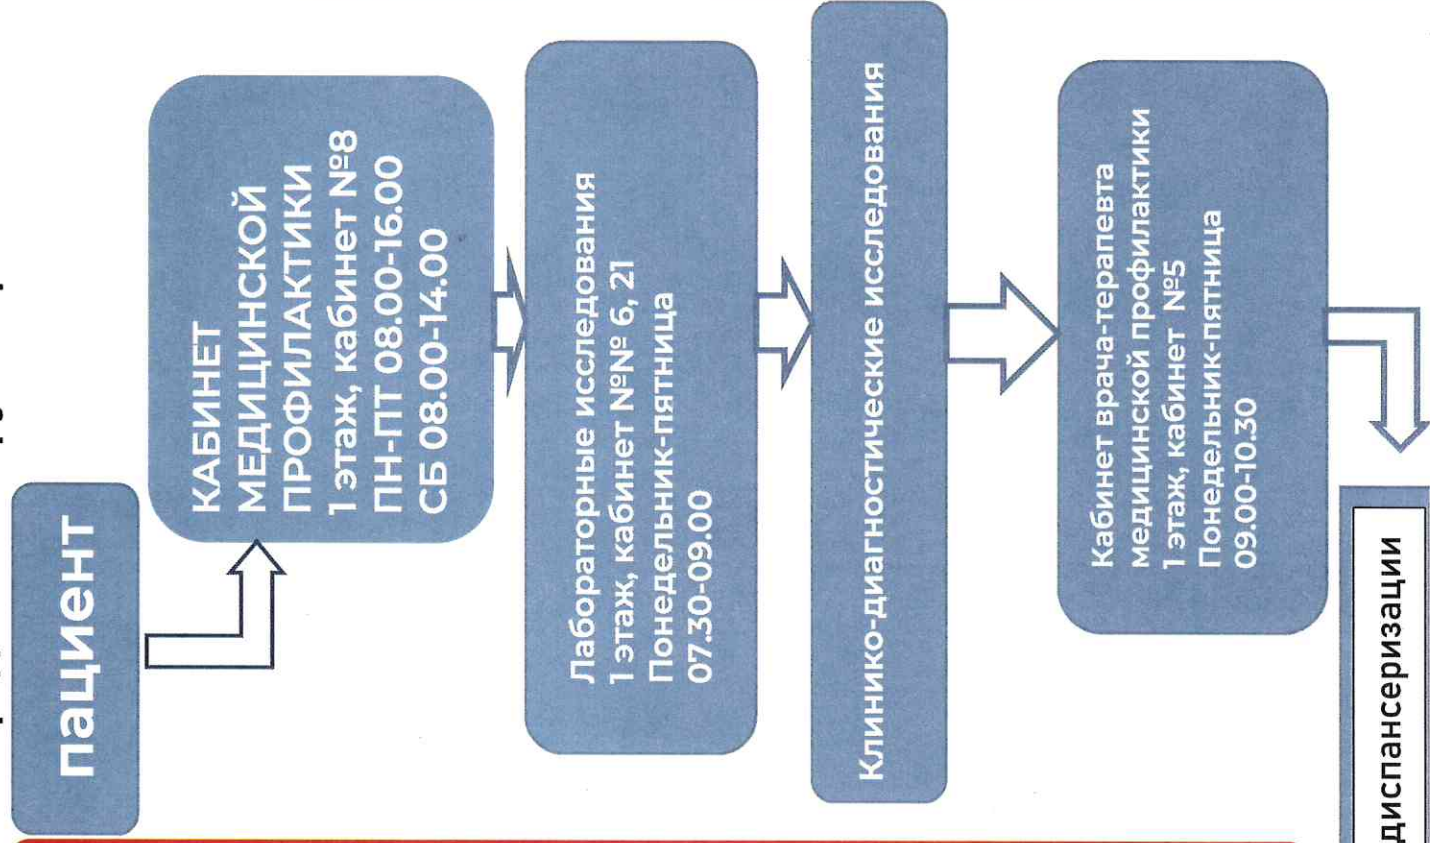 пациент
КАБИНЕТ
МЕДИЦИНСКОЙ
ПРОФИЛАКТИКИ
1 этаж, кабинет №8
ПН-ПТ 08.00-16.00
СБ 08.00-14.00
Лабораторные исследования
1 этаж, кабинет №№ 6, 21
Понедельник-пятница
07.30-09.00
Клинико-диагностические исследования
Кабинет врача-терапевта
медицинской профилактики
1 этаж, кабинет №5
Понедельник-пятница
09.00-10.30
диспансеризации